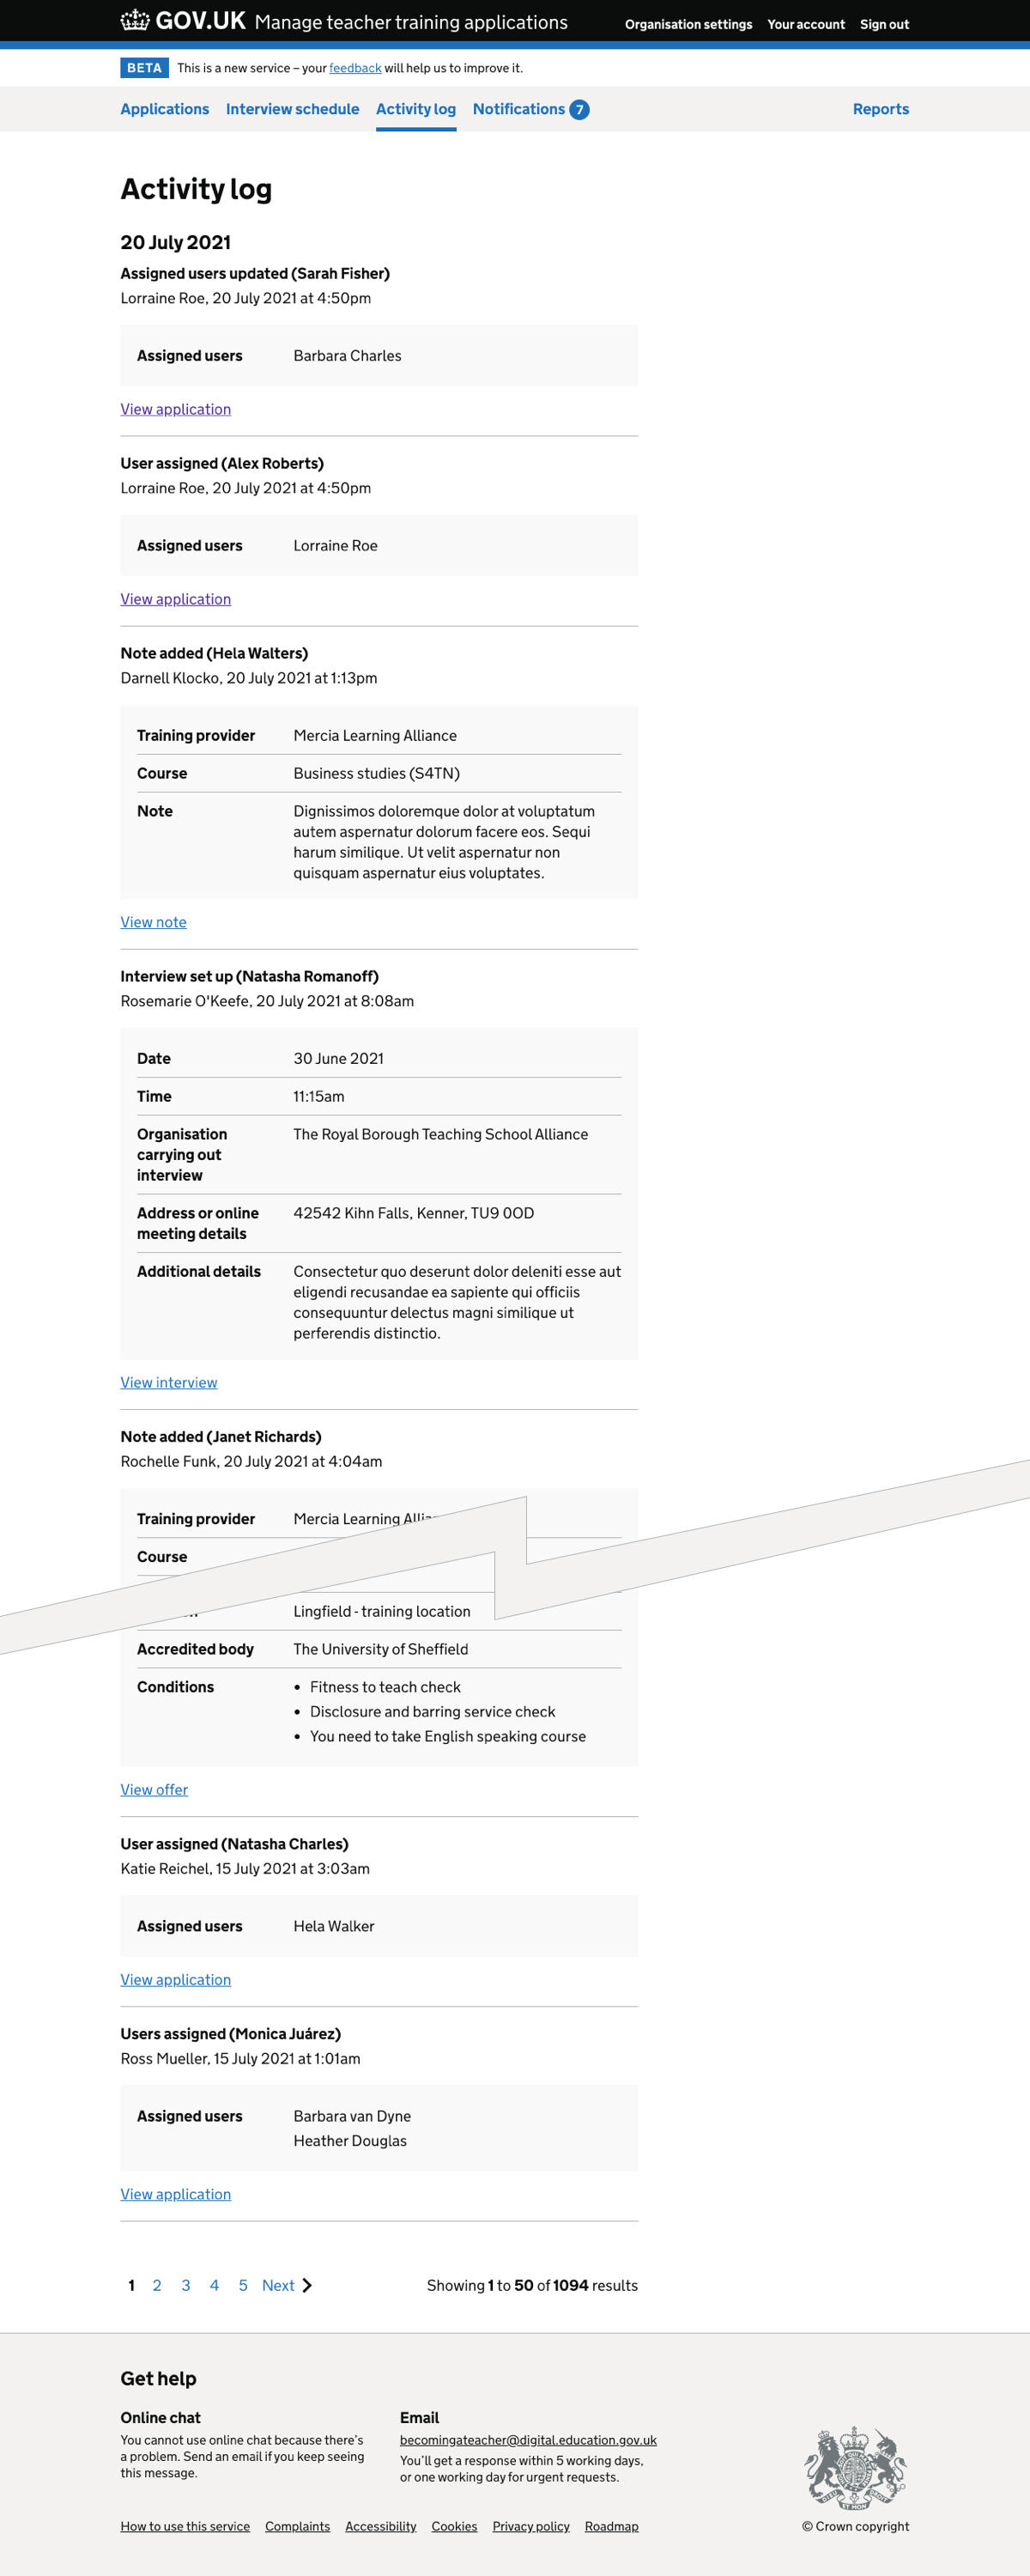 GOV.UK Manage teacher training applications Organisation settings Your account Sign out
BETA This is a new service – your feedback will help us to improve it.
Applications Interview schedule Activity log Notifications 7 Reports
Activity log
20 July 2021
Assigned users updated (Sarah Fisher)
Lorraine Roe, 20 July 2021 at 4:50pm
Assigned users Barbara Charles
View application
User assigned (Alex Roberts)
Lorraine Roe, 20 July 2021 at 4:50pm
Assigned users Lorraine Roe
View application
Note added (Hela Walters)
Darnell Klocko, 20 July 2021 at 1:13pm
Training provider Mercia Learning Alliance
Course Business studies (S4TN)
Note Dignissimos doloremque dolor at voluptatum
autem aspernatur dolorum facere eos. Sequi
harum similique. Ut velit aspernatur non
quisquam aspernatur eius voluptates.
View note
Interview set up (Natasha Romanoff)
Rosemarie O'Keefe, 20 July 2021 at 8:08am
Date 30 June 2021
Time 11:15am
Organisation The Royal Borough Teaching School Alliance
carrying out
interview
Address or online 42542 Kihn Falls, Kenner, TU9 0OD
meeting details
Additional details Consectetur quo deserunt dolor deleniti esse aut
eligendi recusandae ea sapiente qui officiis
consequuntur delectus magni similique ut
perferendis distinctio.
View interview
Note added (Janet Richards)
Rochelle Funk, 20 July 2021 at 4:04am
Training provider Mercia Learning
Course
Lingfield - training location
Accredited body The University of Sheffield
Conditions • Fitness to teach check
• Disclosure and barring service check
• You need to take English speaking course
View offer
User assigned (Natasha Charles)
Katie Reichel, 15 July 2021 at 3:03am
Assigned users Hela Walker
View application
Users assigned (Monica Juárez)
Ross Mueller, 15 July 2021 at 1:01am
Assigned users Barbara van Dyne
Heather Douglas
View application
1 2 3 4 5 Next Showing 1 to 50 of 1094 results
Get help
Online chat
You cannot use online chat because there's
a problem. Send an email if you keep seeing
this message.
Email
becomingateacher@digital.education.gov.uk
You'll get a response within 5 working days,
or one working day for urgent requests.
How to use this service Complaints Accessibility Cookies Privacy policy Roadmap © Crown copyright